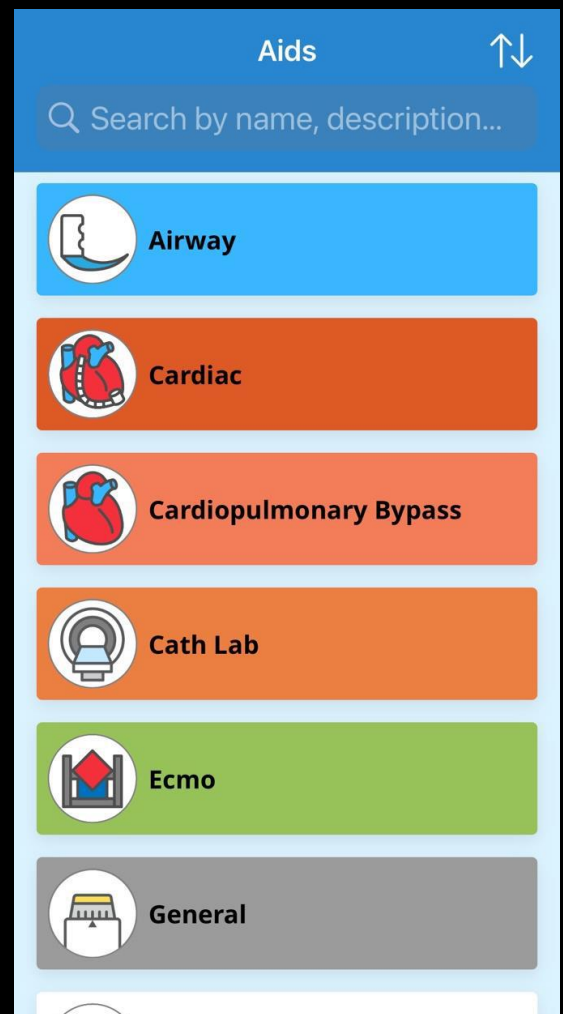 Aids
Search by name, description...
Airway
Cardiac
Cardiopulmonary Bypass
Cath Lab
Ecmo
General